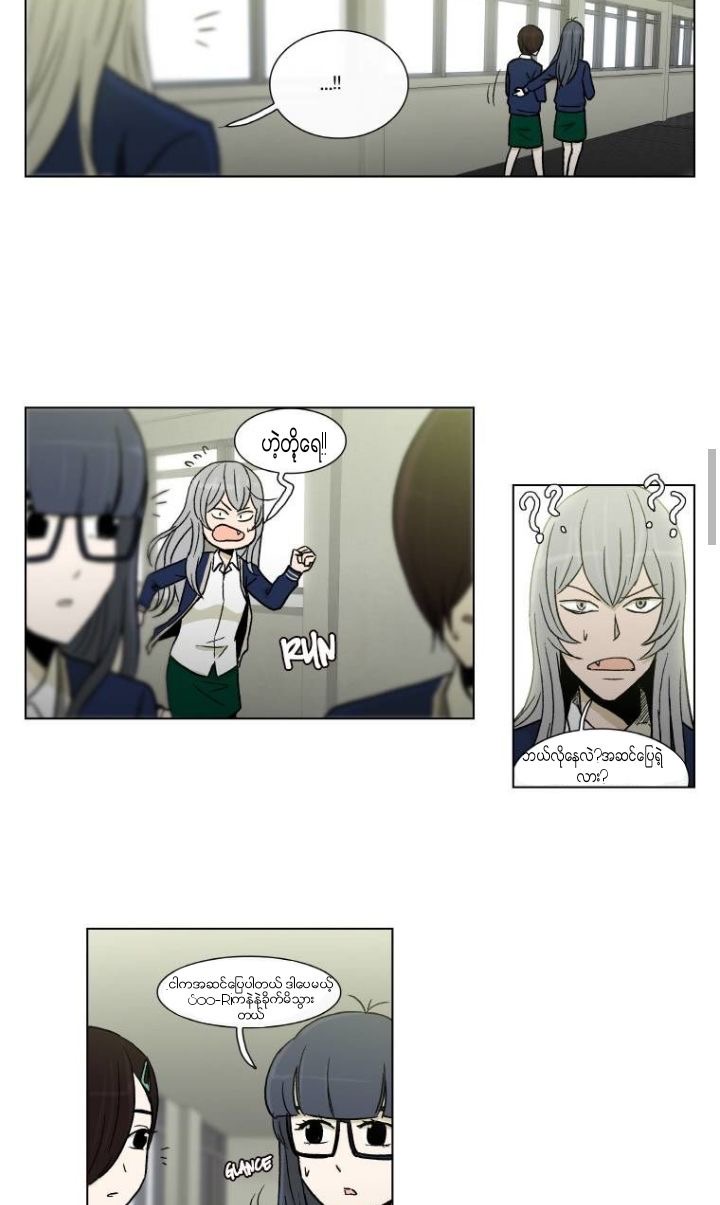 ...!!
ဟဲ့တို့ရေ!!
RUN
?? ??
ဘယ်လိုနေလဲ?အဆင်ပြေရဲ့
လား?
ငါကအဆင်ပြေပါတယ် ဒါပေမယ့်
Soo-Riကနဲနဲခိုက်မိသွား
တယ်
GLANCE